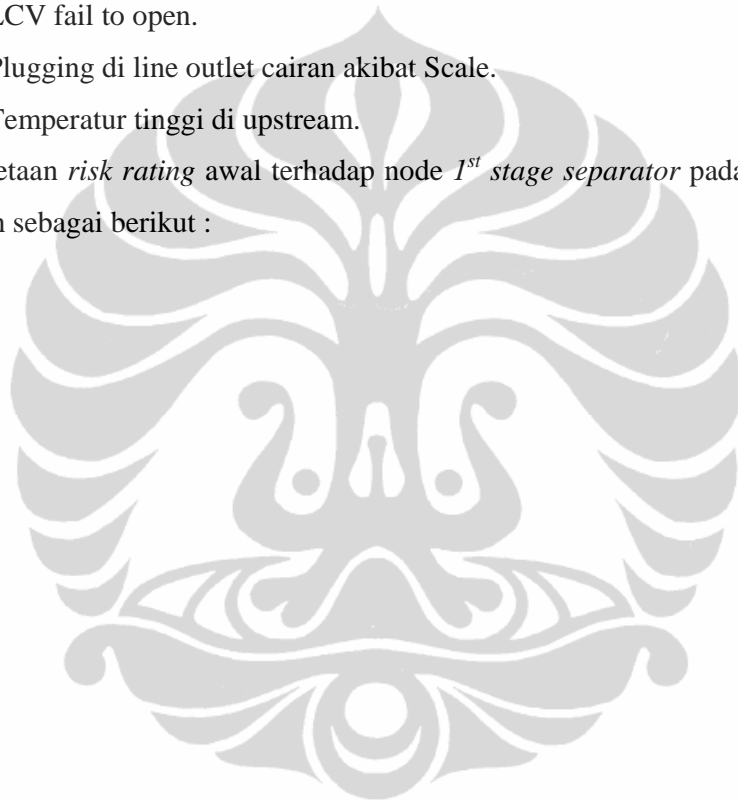 LCV fail to open.
Plugging di line outlet cairan akibat Scale.
Temperatur tinggi di upstream.
etaan risk rating awal terhadap node 1st stage separator pada
n sebagai berikut :